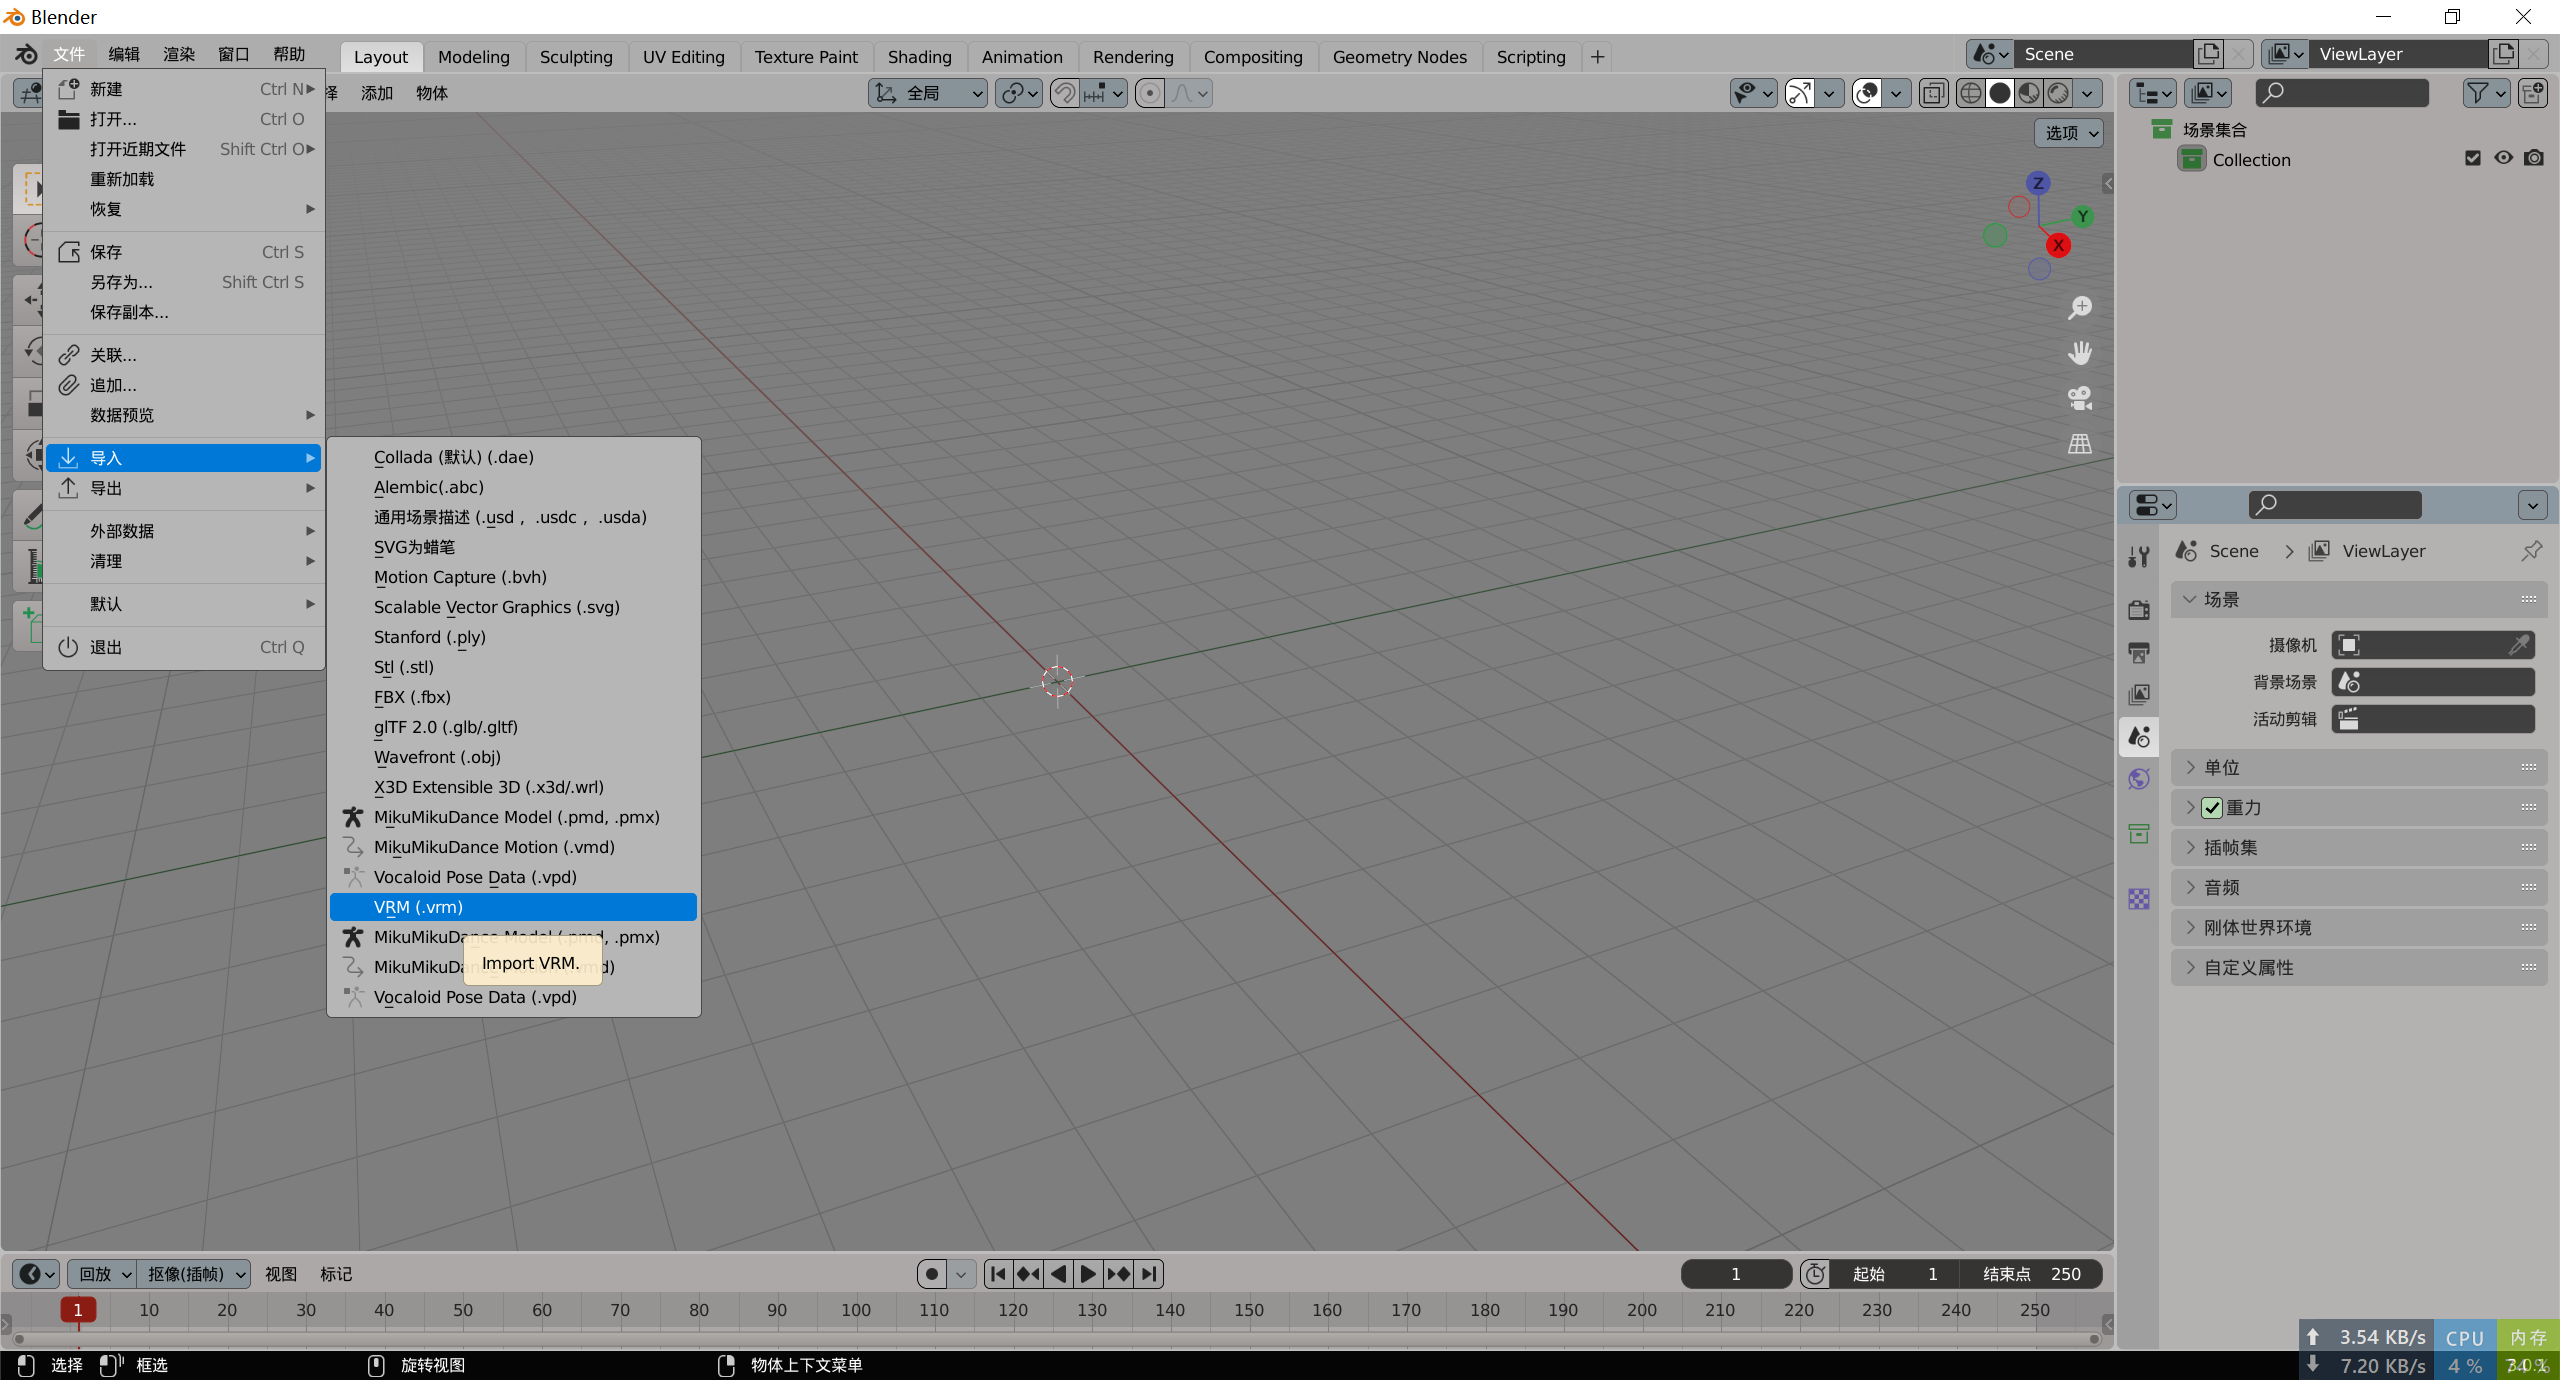 Blender
文件 编辑 渲染 窗口 帮助 Layout Modeling Sculpting UV Editing Texture Paint Shading Animation Rendering Compositing Geometry Nodes Scripting + Scene ViewLayer
择 添加 物体 全局
选项
新建 Ctrl N
打开... Ctrl O
打开近期文件 Shift Ctrl O
重新加载
恢复
保存 Ctrl S
另存为... Shift Ctrl S
保存副本...
关联...
追加...
数据预览
导入
导出
外部数据
清理
默认
退出 Ctrl Q
Collada (默认) (.dae)
Alembic(.abc)
通用场景描述 (.usd , .usdc , .usda)
SVG为蜡笔
Motion Capture (.bvh)
Scalable Vector Graphics (.svg)
Stanford (.ply)
Stl (.stl)
FBX (.fbx)
glTF 2.0 (.glb/.gltf)
Wavefront (.obj)
X3D Extensible 3D (.x3d/.wrl)
MikuMikuDance Model (.pmd, .pmx)
MikuMikuDance Motion (.vmd)
Vocaloid Pose Data (.vpd)
VRM (.vrm)
MikuMikuDance Model (.pmd, .pmx)
Import VRM.
Vocaloid Pose Data (.vpd)
Z
Y
X
场景集合
Collection
Scene ViewLayer
场景
摄像机
背景场景
活动剪辑
单位
重力
插帧集
音频
刚体世界环境
自定义属性
回放 抠像(插帧) 视图 标记 1 起始 1 结束点 250
1 10 20 30 40 50 60 70 80 90 100 110 120 130 140 150 160 170 180 190 200 210 220 230 240 250
选择 框选 旋转视图 物体上下文菜单
3.54 KB/s CPU 内存
7.20 KB/s 4 %